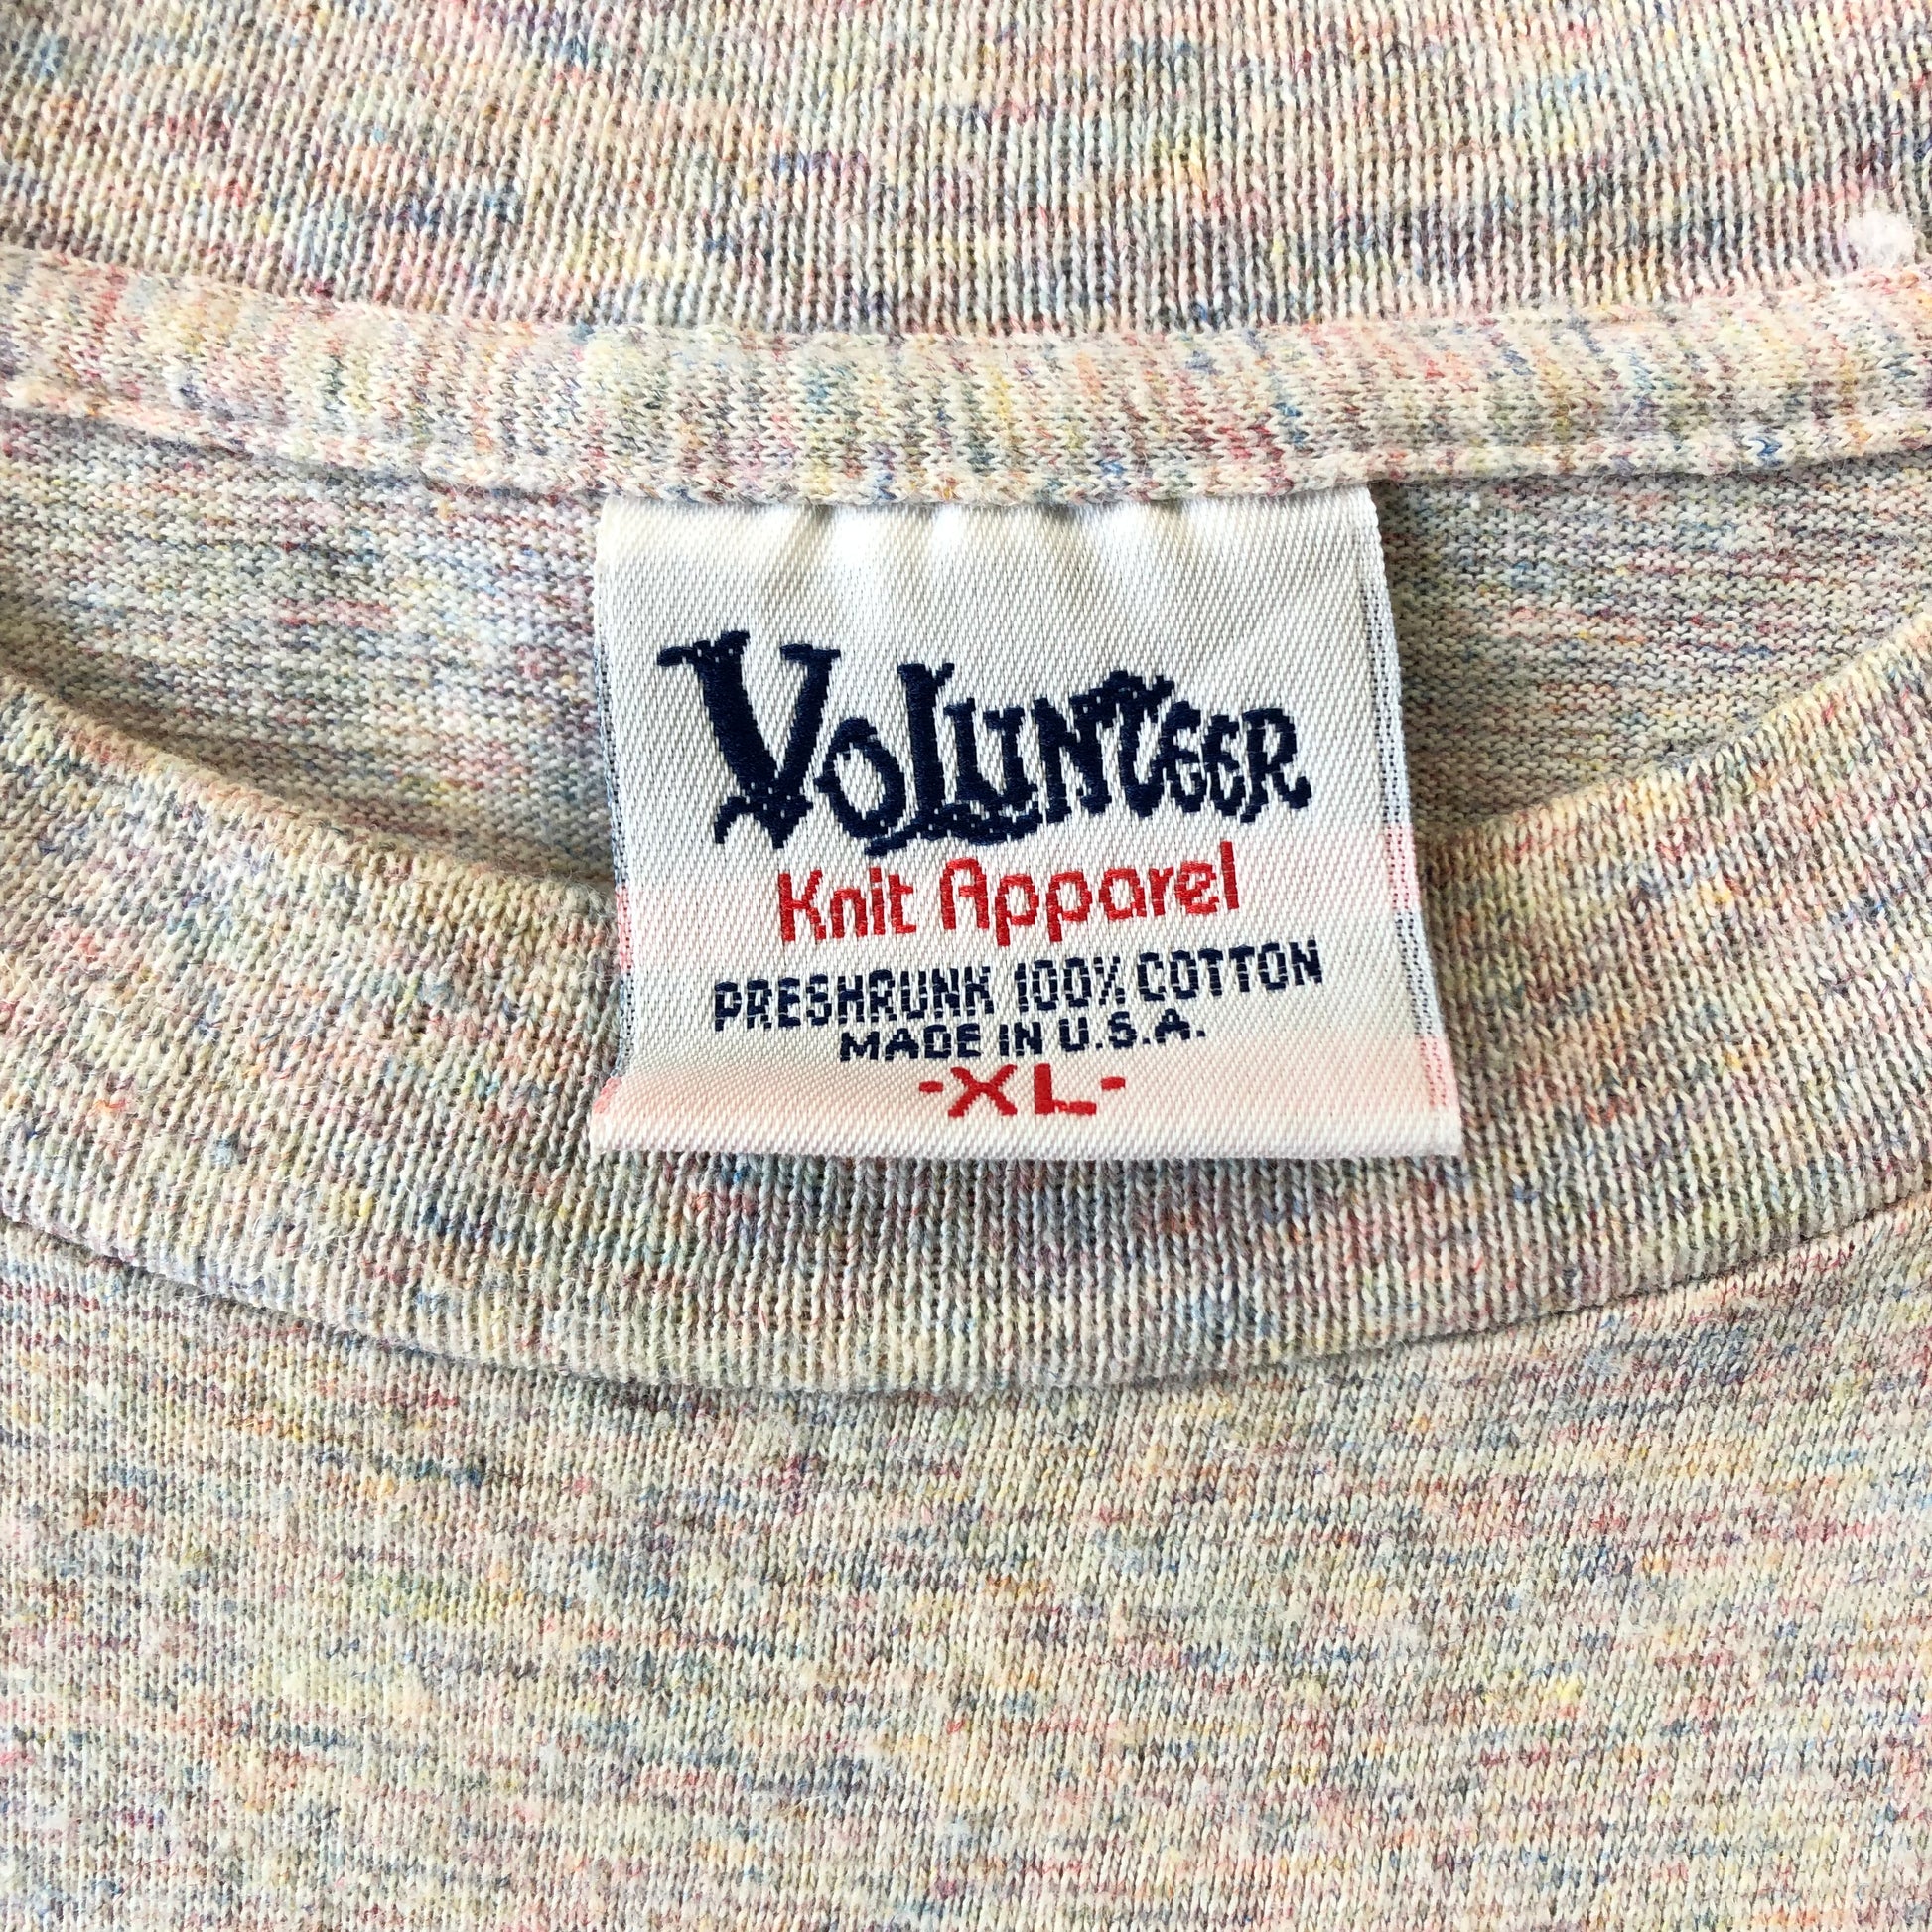 VOLUNTEER
Knit Apparel
PRESHRUNK 100% COTTON
MADE IN U.S.A.
-XL-